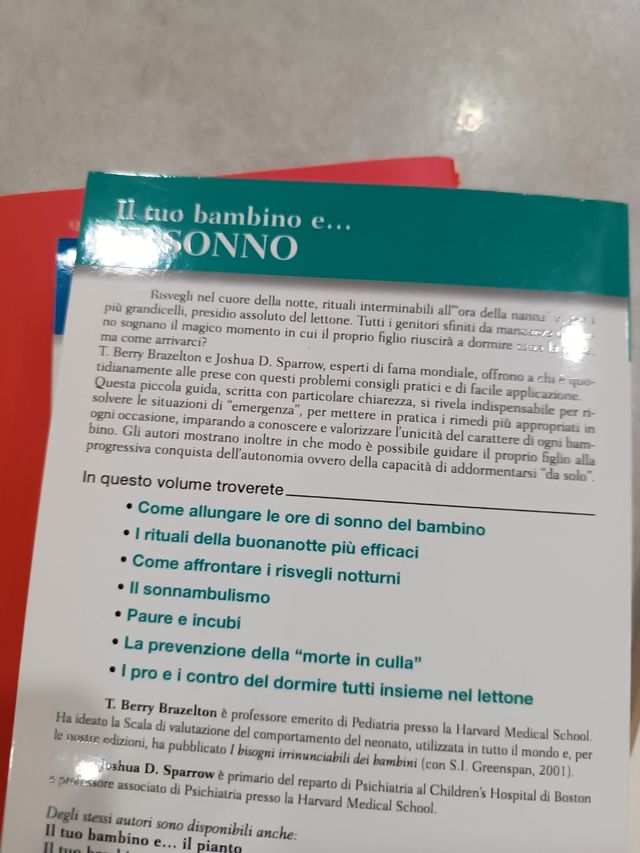 Il tuo bambino e...
IL SONNO
Risvegli nel cuore della notte, rituali interminabili all'"ora della nanna" e, per i
più grandicelli, presidio assoluto del lettone. Tutti i genitori sfiniti da
no sognano il magico momento in cui il proprio figlio riuscirà a dormire
ma come arrivarci?
T. Berry Brazelton e Joshua D. Sparrow, esperti di fama mondiale, offrono a chi è quo-
tidianamente alle prese con questi problemi consigli pratici e di facile applicazione.
Questa piccola guida, scritta con particolare chiarezza, si rivela indispensabile per ri-
solvere le situazioni di "emergenza", per mettere in pratica i rimedi più appropriati in
ogni occasione, imparando a conoscere e valorizzare l'unicità del carattere di ogni bam-
bino. Gli autori mostrano inoltre in che modo è possibile guidare il proprio figlio alla
progressiva conquista dell'autonomia ovvero della capacità di addormentarsi "da solo".
In questo volume troverete
• Come allungare le ore di sonno del bambino
• I rituali della buonanotte più efficaci
• Come affrontare i risvegli notturni
• Il sonnambulismo
• Paure e incubi
• La prevenzione della "morte in culla"
• I pro e i contro del dormire tutti insieme nel lettone
T. Berry Brazelton è professore emerito di Pediatria presso la Harvard Medical School.
Ha ideato la Scala di valutazione del comportamento del neonato, utilizzata in tutto il mondo e, per
le nostre edizioni, ha pubblicato I bisogni irrinunciabili dei bambini (con S.I. Greenspan, 2001).
Joshua D. Sparrow è primario del reparto di Psichiatria al Children's Hospital di Boston
e professore associato di Psichiatria presso la Harvard Medical School.
Degli stessi autori sono disponibili anche:
Il tuo bambino e... il pianto
Il tuo